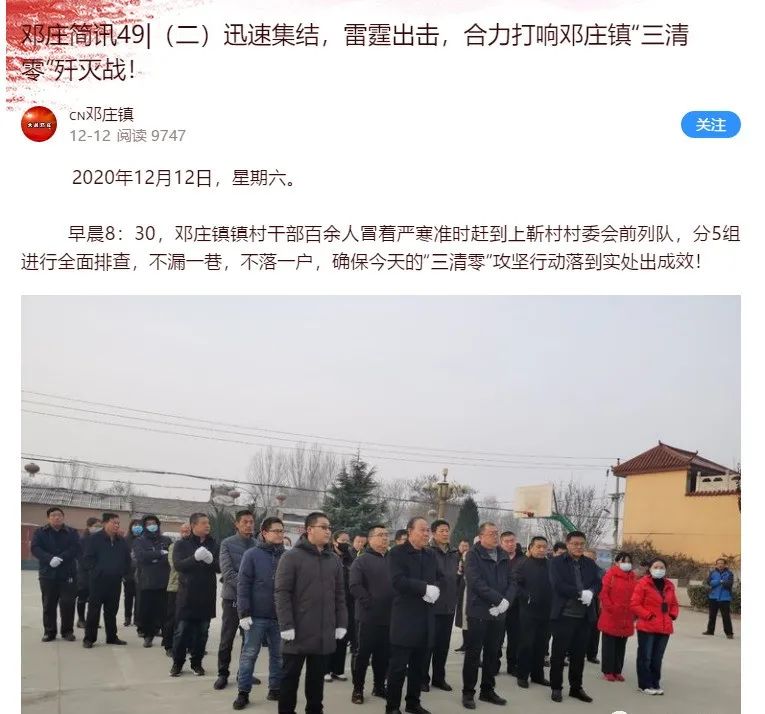 邓庄简讯49|（二）迅速集结，雷霆出击，合力打响邓庄镇“三清
零”歼灭战！
CN邓庄镇
12-12 阅读 9747
关注
2020年12月12日，星期六。
早晨8：30，邓庄镇镇村干部百余人冒着严寒准时赶到上靳村村委会前列队，分5组
进行全面排查，不漏一巷，不落一户，确保今天的“三清零”攻坚行动落到实处出成效！